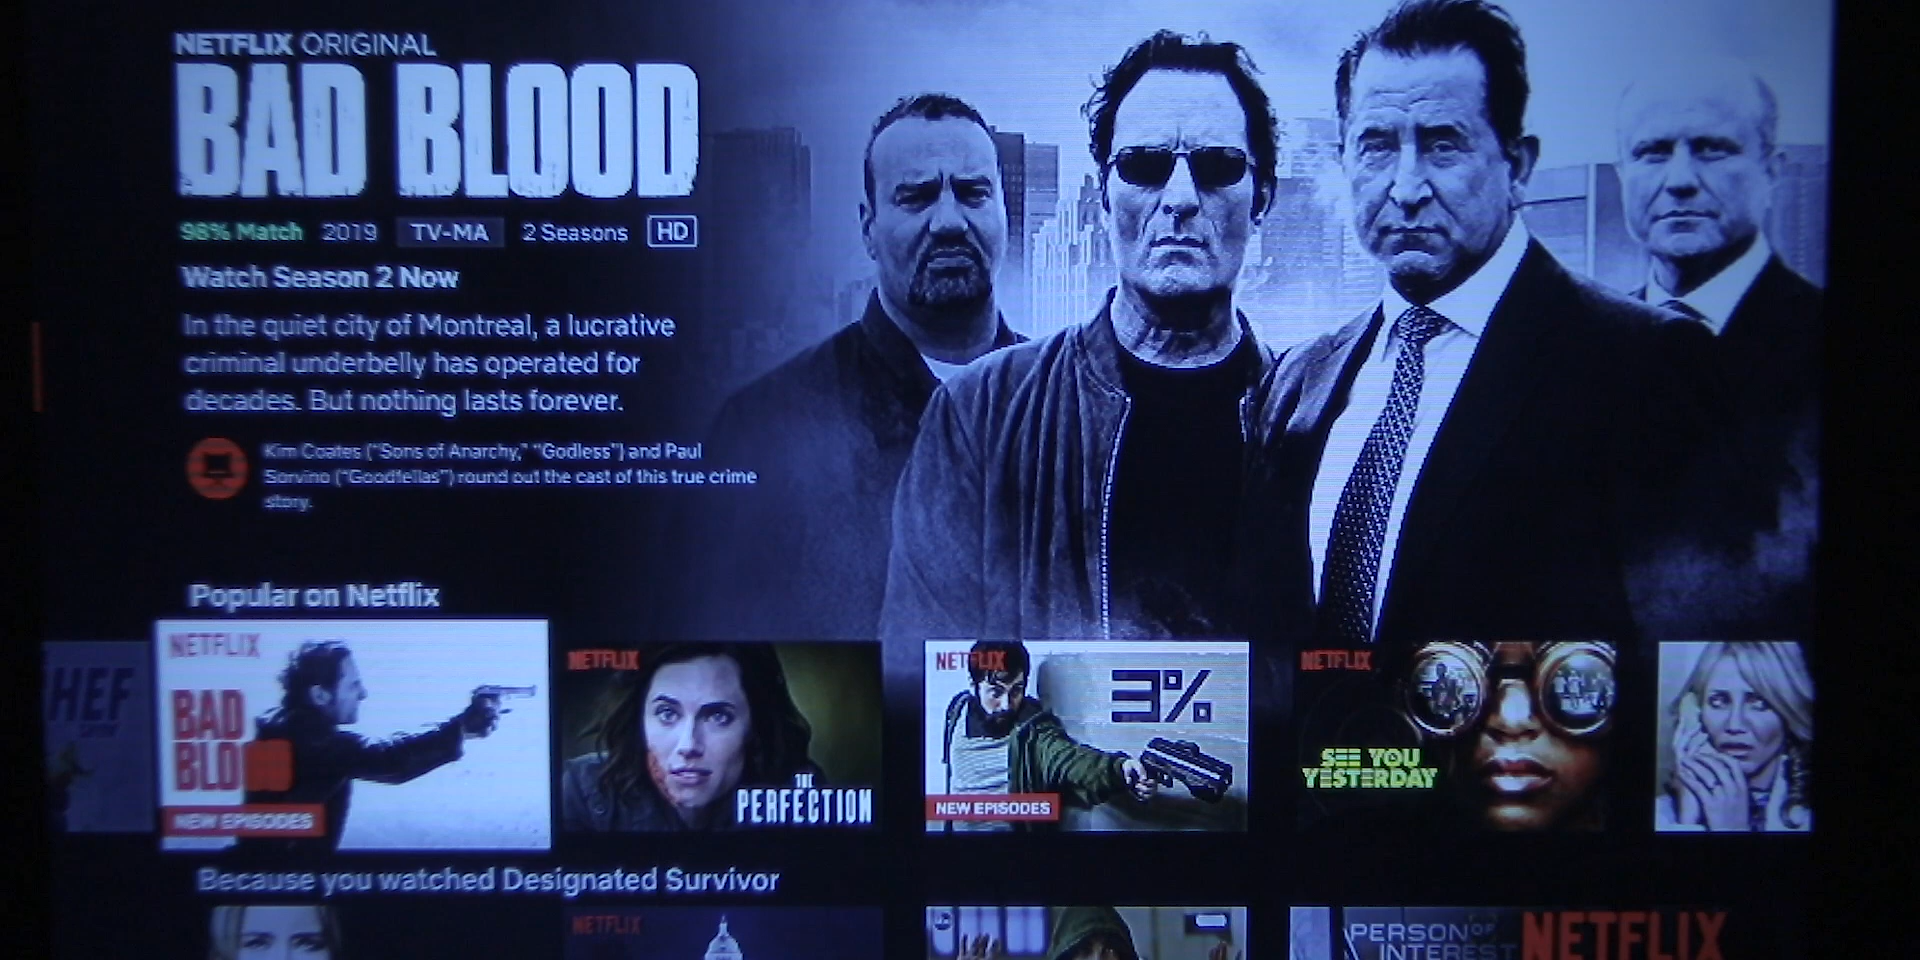 NETFLIX ORIGINAL
BAD BLOOD
98% Match 2019 TV-MA 2 Seasons HD
Watch Season 2 Now
In the quiet city of Montreal, a lucrative
criminal underbelly has operated for
decades. But nothing lasts forever.
Kim Coates ("Sons of Anarchy," "Godless") and Paul
Sorvino ("Goodfellas") round out the cast of this true crime
story.
Popular on Netflix
HEF
NETFLIX
BAD
BLO
NEW EPISODES
NETFLIX
THE
PERFECTION
NETFLIX
3%
NEW EPISODES
NETFLIX
SEE YOU
YESTERDAY
Because you watched Designated Survivor
NETFLIX
PERSON OF
INTEREST
NETFLIX